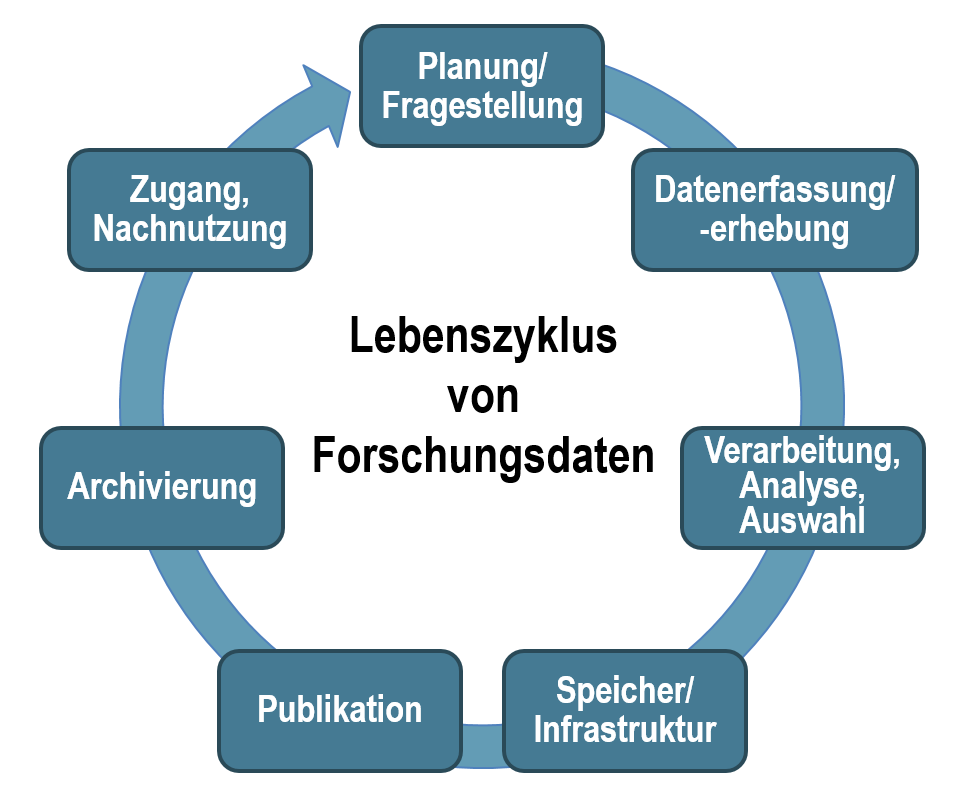 Planung/
Fragestellung
Datenerfassung/
-erhebung
Verarbeitung,
Analyse,
Auswahl
Speicher/
Infrastruktur
Publikation
Archivierung
Zugang,
Nachnutzung
Lebenszyklus
von
Forschungsdaten